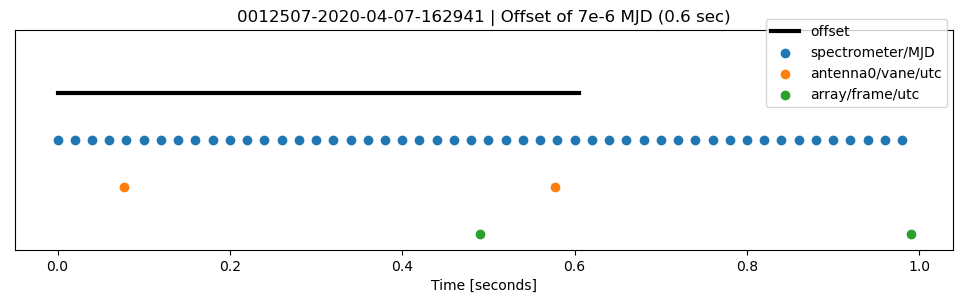 0012507-2020-04-07-162941 | Offset of 7e-6 MJD (0.6 sec)
offset
spectrometer/MJD
antenna0/vane/utc
array/frame/utc
0.0 0.2 0.4 0.6 0.8 1.0
Time [seconds]